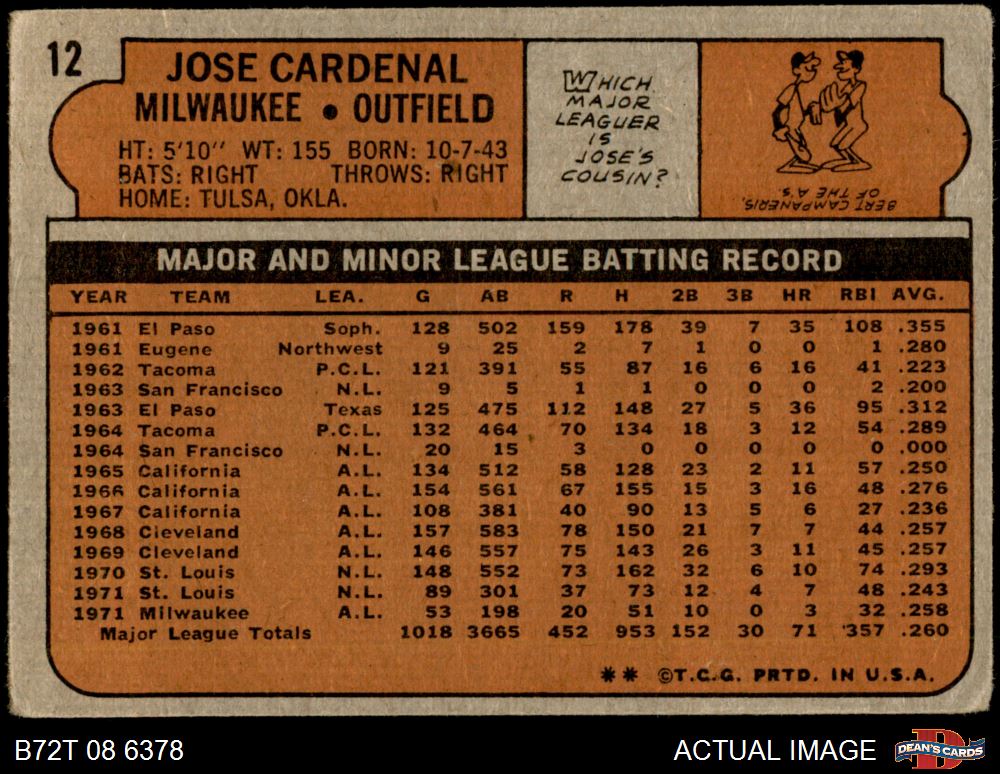 12
JOSE CARDENAL
MILWAUKEE • OUTFIELD
HT: 5'10" WT: 155 BORN: 10-7-43
BATS: RIGHT THROWS: RIGHT
HOME: TULSA, OKLA.
WHICH
MAJOR
LEAGUER
IS
JOSE'S
COUSIN?
BERT CAMPANERIS,
OF THE A'S.
MAJOR AND MINOR LEAGUE BATTING RECORD
YEAR TEAM LEA. G AB R H 2B 3B HR RBI AVG.
1961 El Paso Soph. 128 502 159 178 39 7 35 108 .355
1961 Eugene Northwest 9 25 2 7 1 0 0 1 .280
1962 Tacoma P.C.L. 121 391 55 87 16 6 16 41 .223
1963 San Francisco N.L. 9 5 1 1 0 0 0 2 .200
1963 El Paso Texas 125 475 112 148 27 5 36 95 .312
1964 Tacoma P.C.L. 132 464 70 134 18 3 12 54 .289
1964 San Francisco N.L. 20 15 3 0 0 0 0 0 .000
1965 California A.L. 134 512 58 128 23 2 11 57 .250
1966 California A.L. 154 561 67 155 15 3 16 48 .276
1967 California A.L. 108 381 40 90 13 5 6 27 .236
1968 Cleveland A.L. 157 583 78 150 21 7 7 44 .257
1969 Cleveland A.L. 146 557 75 143 26 3 11 45 .257
1970 St. Louis N.L. 148 552 73 162 32 6 10 74 .293
1971 St. Louis N.L. 89 301 37 73 12 4 7 48 .243
1971 Milwaukee A.L. 53 198 20 51 10 0 3 32 .258
Major League Totals 1018 3665 452 953 152 30 71 357 .260
** ©T.C.G. PRTD. IN U.S.A.
B72T 08 6378
ACTUAL IMAGE
DEAN'S CARDS